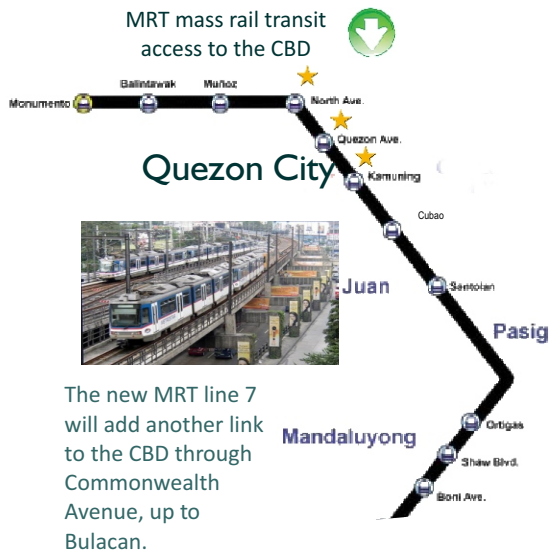 MRT mass rail transit
access to the CBD
Monumento
Balintawak
Muñoz
North Ave.
Quezon Ave.
Quezon City
Kamuning
Cubao
Juan
Santolan
Pasig
The new MRT line 7
will add another link
to the CBD through
Commonwealth
Avenue, up to
Bulacan.
Mandaluyong
Ortigas
Shaw Blvd.
Boni Ave.